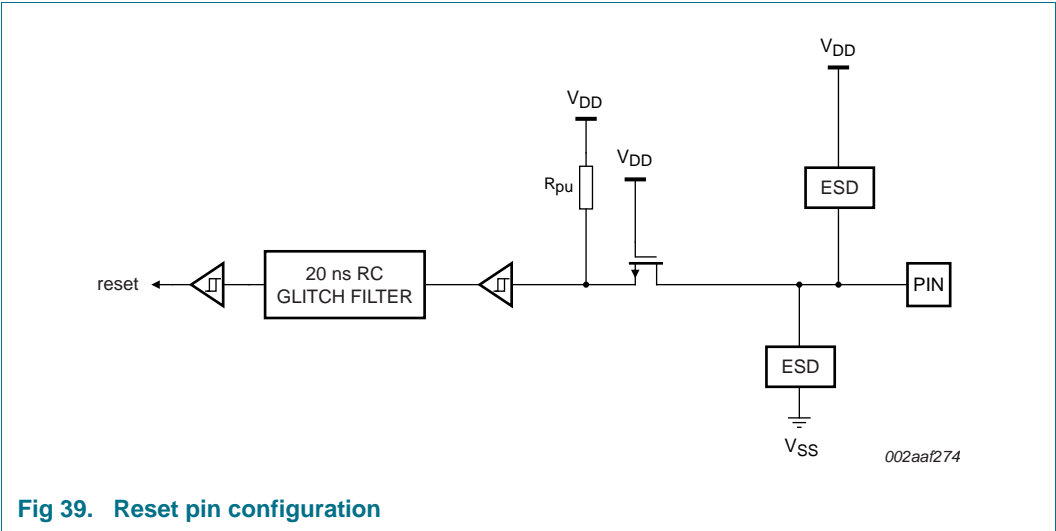 VDD
VDD
VDD
Rpu
ESD
reset
20 ns RC
GLITCH FILTER
PIN
ESD
VSS
002aaf274
Fig 39. Reset pin configuration